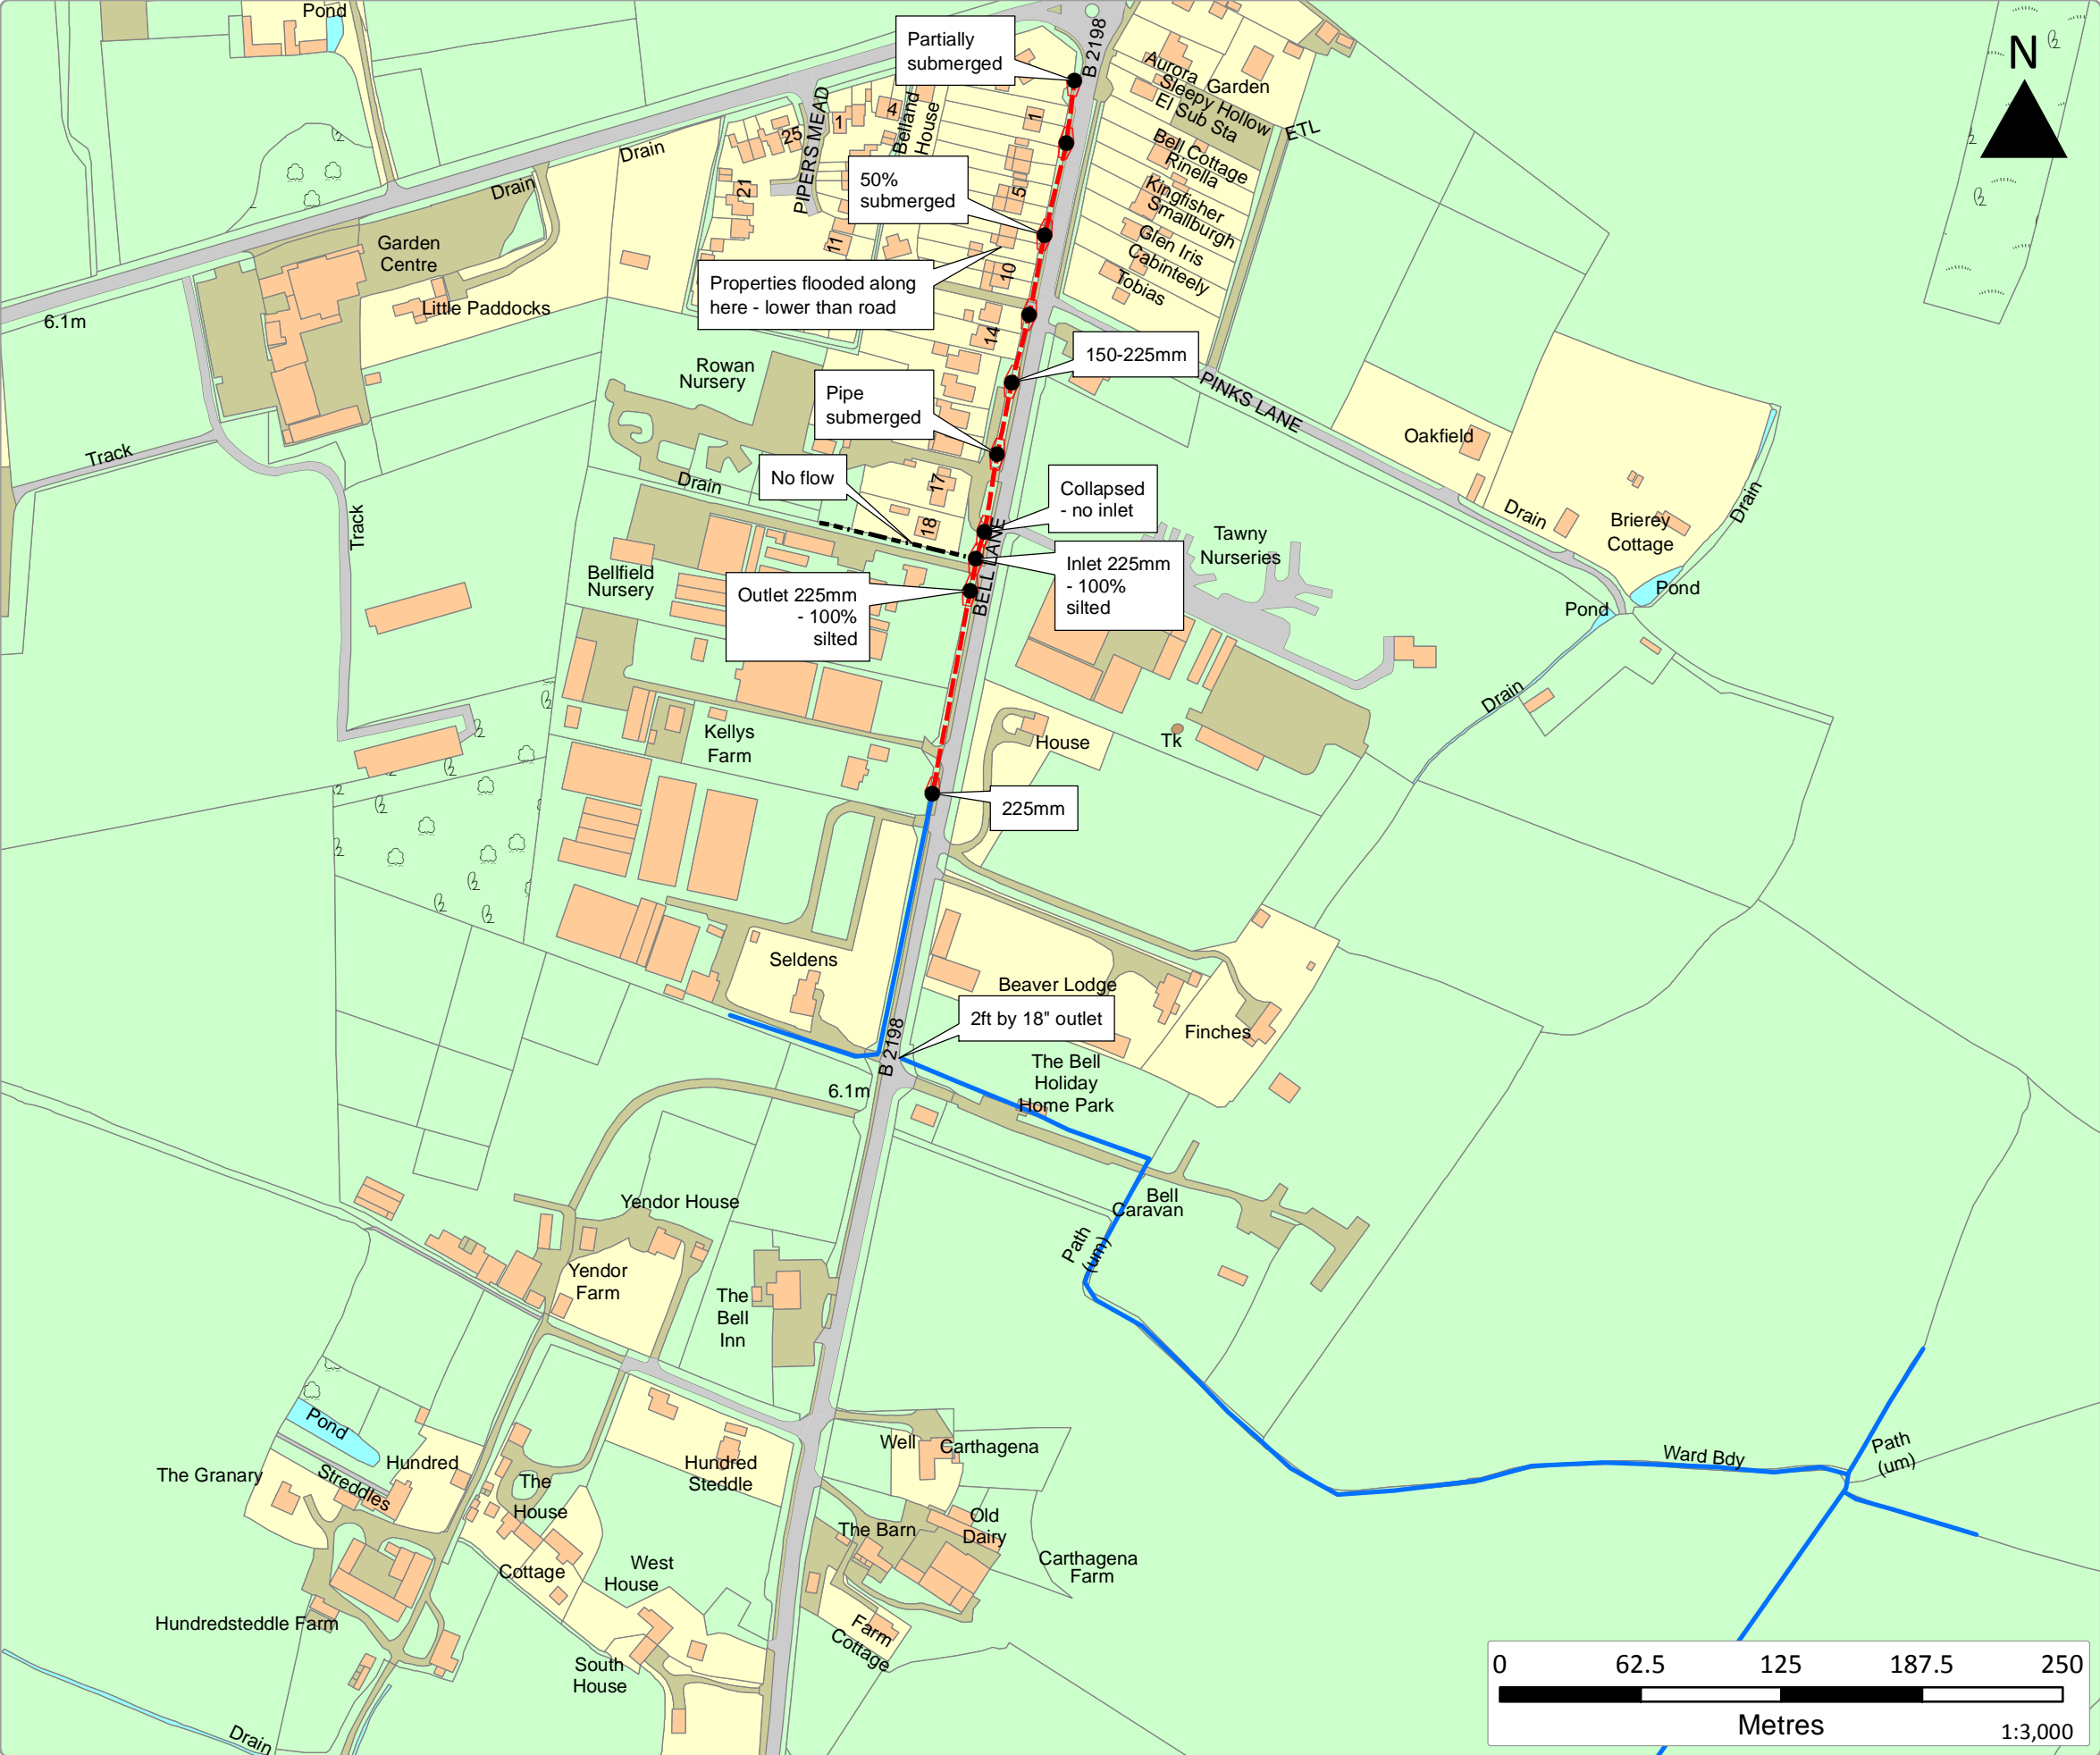 Pond
Partially
submerged
B 2198
N
Aurora
Garden
Sleepy Hollow
El Sub Sta
ETL
PIPERS MEAD
25
1
4
Belland
House
1
Bell Cottage
Rinella
Drain
Drain
21
50%
submerged
5
Kingfisher
Smallburgh
Garden
Centre
11
Glen Iris
Cabinteely
Tobias
Properties flooded along
here - lower than road
10
Little Paddocks
6.1m
14
150-225mm
Rowan
Nursery
PINKS LANE
Pipe
submerged
Oakfield
Track
No flow
Drain
17
Collapsed
- no inlet
Drain
Drain
Track
18
Brierey
Cottage
Tawny
Nurseries
BELL LANE
Inlet 225mm
- 100%
silted
Bellfield
Nursery
Outlet 225mm
- 100%
silted
Pond
Pond
Drain
Kellys
Farm
House
Tk
225mm
Seldens
Beaver Lodge
2ft by 18" outlet
Finches
B 2198
The Bell
Holiday
Home Park
6.1m
Yendor House
Bell
Caravan
Path
(um)
Yendor
Farm
The
Bell
Inn
Pond
Well
Carthagena
Ward Bdy
Path
(um)
The Granary
Streddles
Hundred
The
House
Hundred
Steddle
The Barn
Old
Dairy
Carthagena
Farm
Cottage
West
House
Hundredsteddle Farm
Farm
Cottage
South
House
Drain
0 62.5 125 187.5 250
Metres
1:3,000